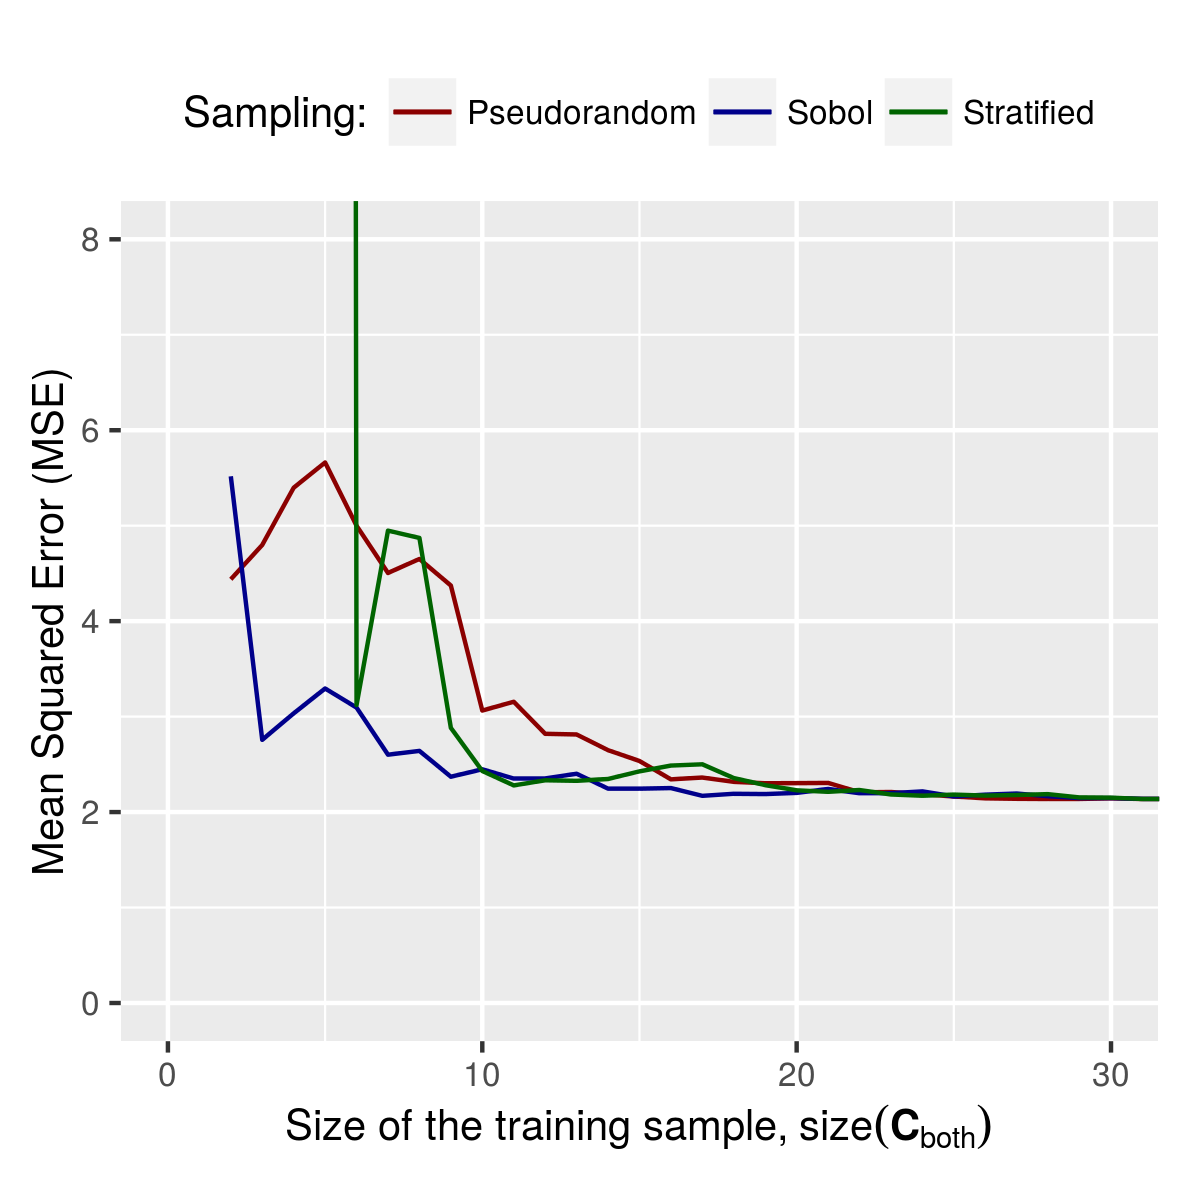 Sampling: Pseudorandom Sobol Stratified
8
6
4
2
0
Mean Squared Error (MSE)
0 10 20 30
Size of the training sample, size(C_both)